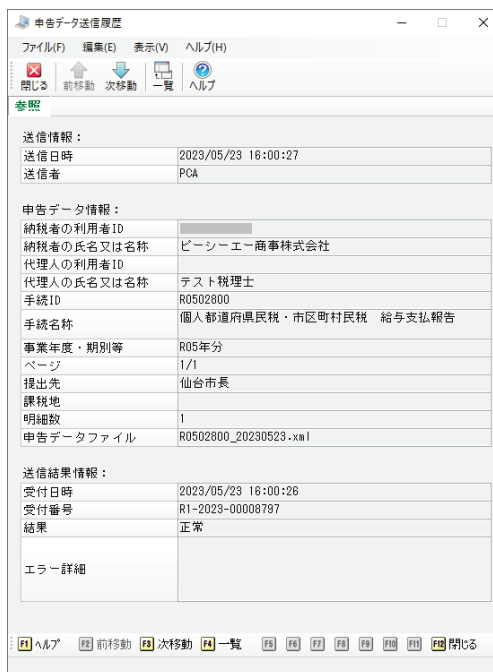 申告データ送信履歴
ファイル(F) 編集(E) 表示(V) ヘルプ(H)
閉じる 前移動 次移動 一覧 ヘルプ
参照
送信情報：
送信日時 2023/05/23 16:00:27
送信者 PCA
申告データ情報：
納税者の利用者ID
納税者の氏名又は名称 ピーシーエー商事株式会社
代理人の利用者ID
代理人の氏名又は名称 テスト税理士
手続ID R0502800
手続名称 個人都道府県民税・市区町村民税 給与支払報告
事業年度・期別等 R05年分
ページ 1/1
提出先 仙台市長
課税地
明細数 1
申告データファイル R0502800_20230523.xml
送信結果情報：
受付日時 2023/05/23 16:00:26
受付番号 R1-2023-00008797
結果 正常
エラー詳細
F1 ヘルプ F2 前移動 F3 次移動 F4 一覧 F5 F6 F7 F8 F9 F10 F11 F12 閉じる